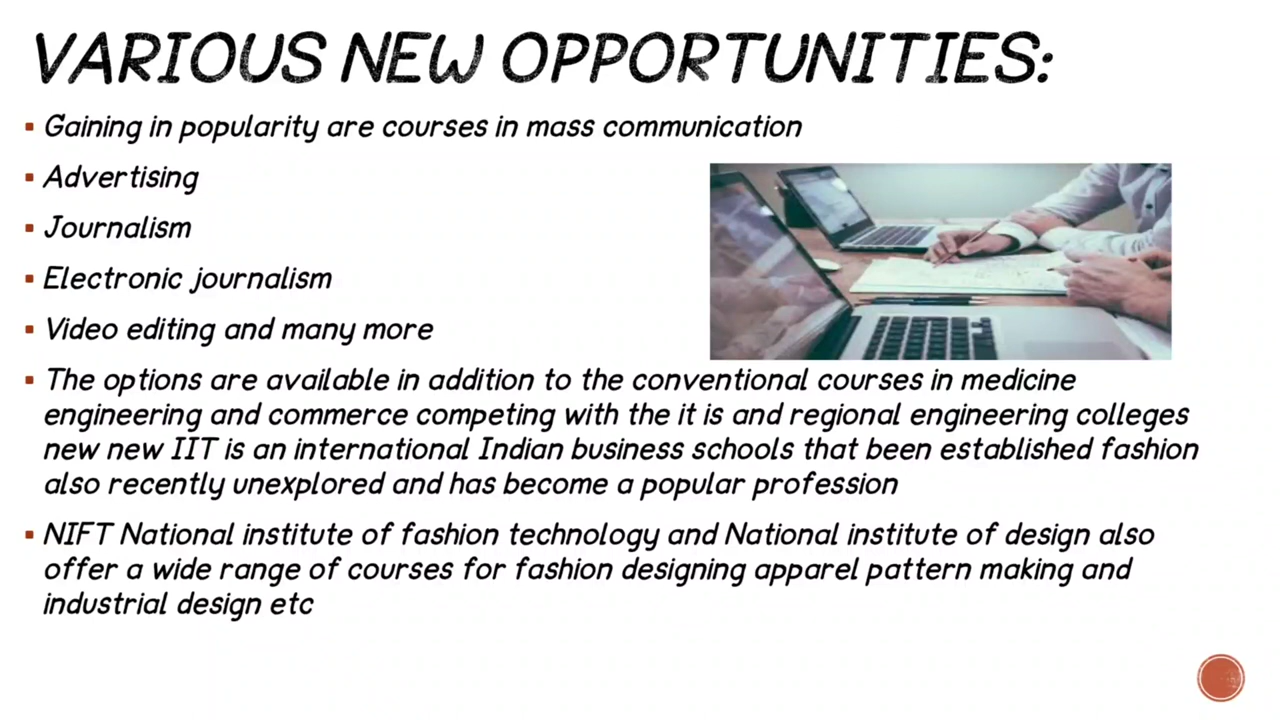 VARIOUS NEW OPPORTUNITIES:
Gaining in popularity are courses in mass communication
Advertising
Journalism
Electronic journalism
Video editing and many more
The options are available in addition to the conventional courses in medicine
engineering and commerce competing with the it is and regional engineering colleges
new new IIT is an international Indian business schools that been established fashion
also recently unexplored and has become a popular profession
NIFT National institute of fashion technology and National institute of design also
offer a wide range of courses for fashion designing apparel pattern making and
industrial design etc